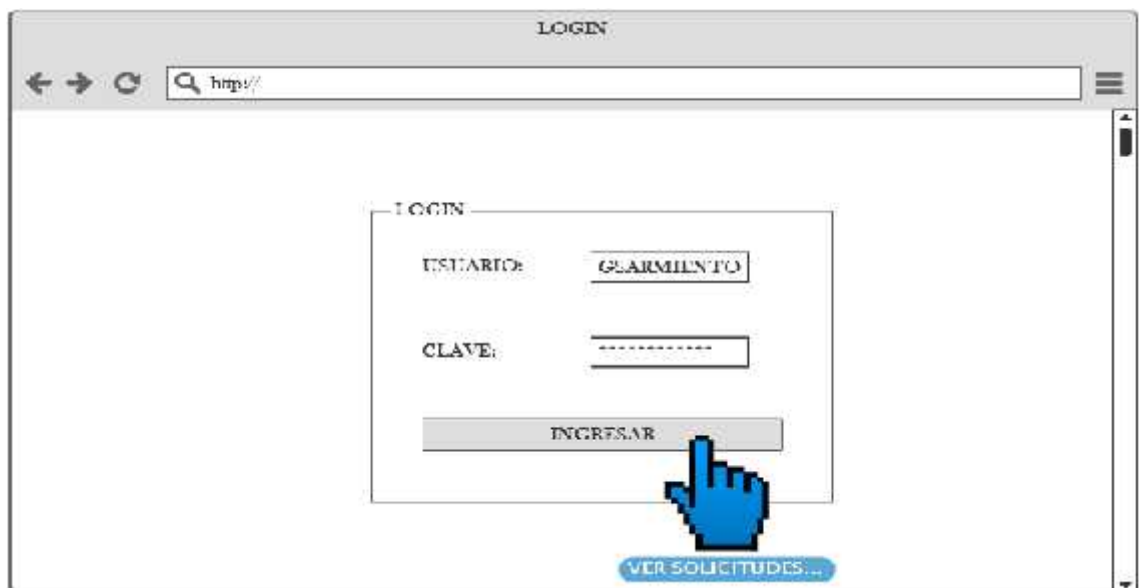 LOGIN
http://
LOGIN
USUARIO: GSARMIENTO
CLAVE: ------------
INGRESAR
VER SOLICITUDES...